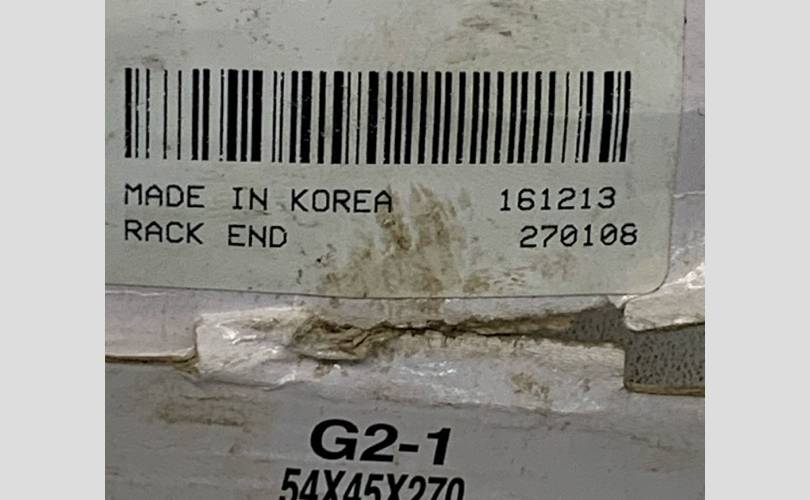 MADE IN KOREA 161213
RACK END 270108
G2-1
54X45X270